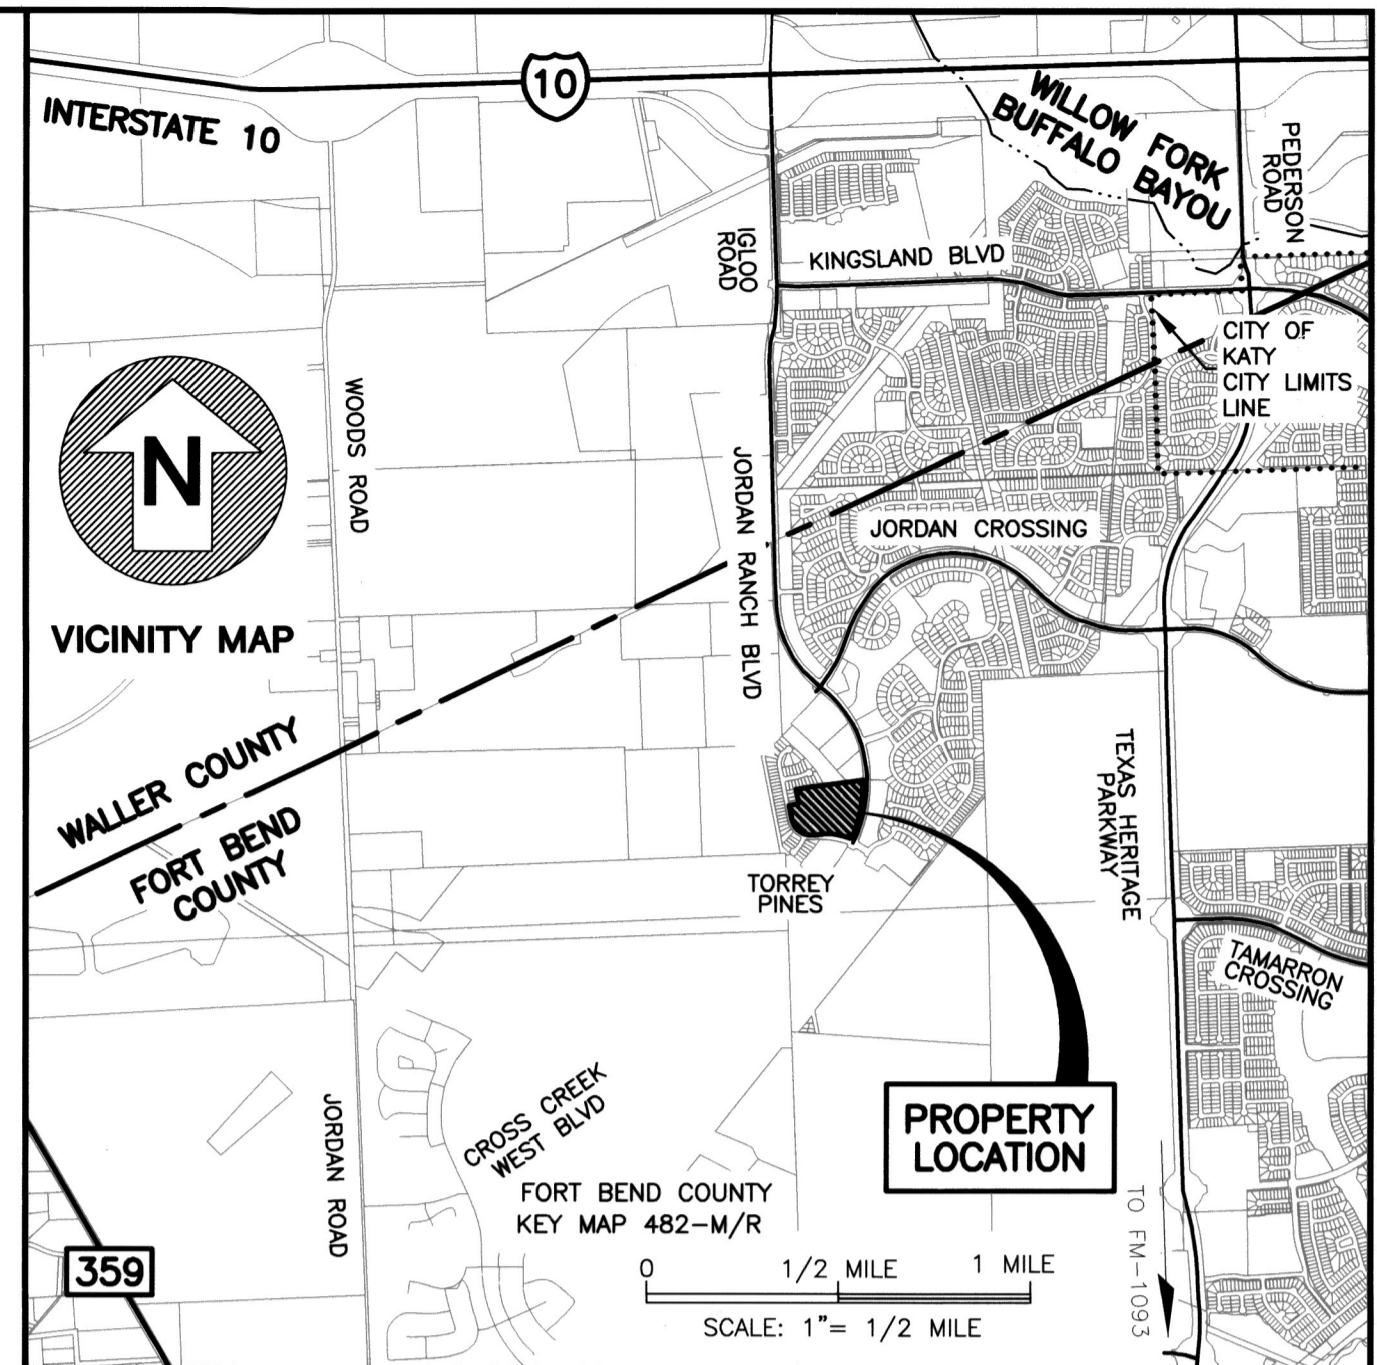 10
INTERSTATE 10
WILLOW FORK
BUFFALO BAYOU
PEDERSON
ROAD
IGLOO
ROAD
KINGSLAND BLVD
CITY OF
KATY
CITY LIMITS
LINE
N
WOODS ROAD
JORDAN RANCH BLVD
JORDAN CROSSING
VICINITY MAP
WALLER COUNTY
FORT BEND
COUNTY
TEXAS HERITAGE
PARKWAY
TORREY
PINES
TAMARRON
CROSSING
PROPERTY
LOCATION
JORDAN ROAD
CROSS CREEK
WEST BLVD
FORT BEND COUNTY
KEY MAP 482-M/R
TO FM-1093
359
0 1/2 MILE 1 MILE
SCALE: 1"= 1/2 MILE